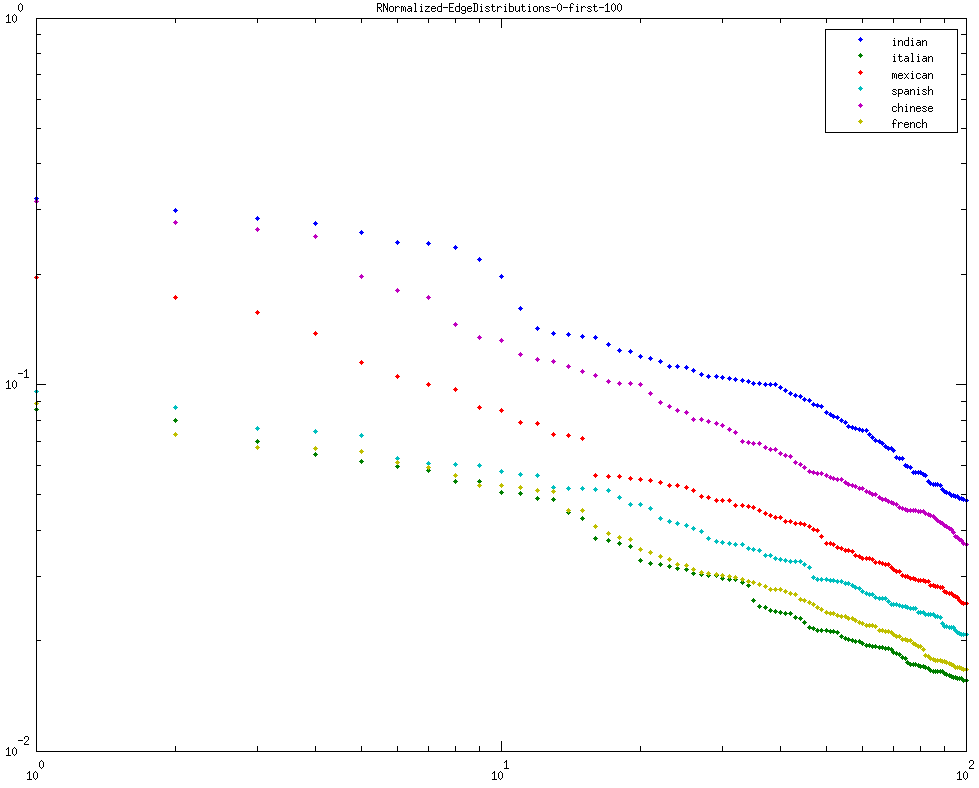 RNormalized-EdgeDistributions-0-first-100
10^0
indian
italian
mexican
spanish
chinese
french
10^-1
10^-2
10^0 10^1 10^2